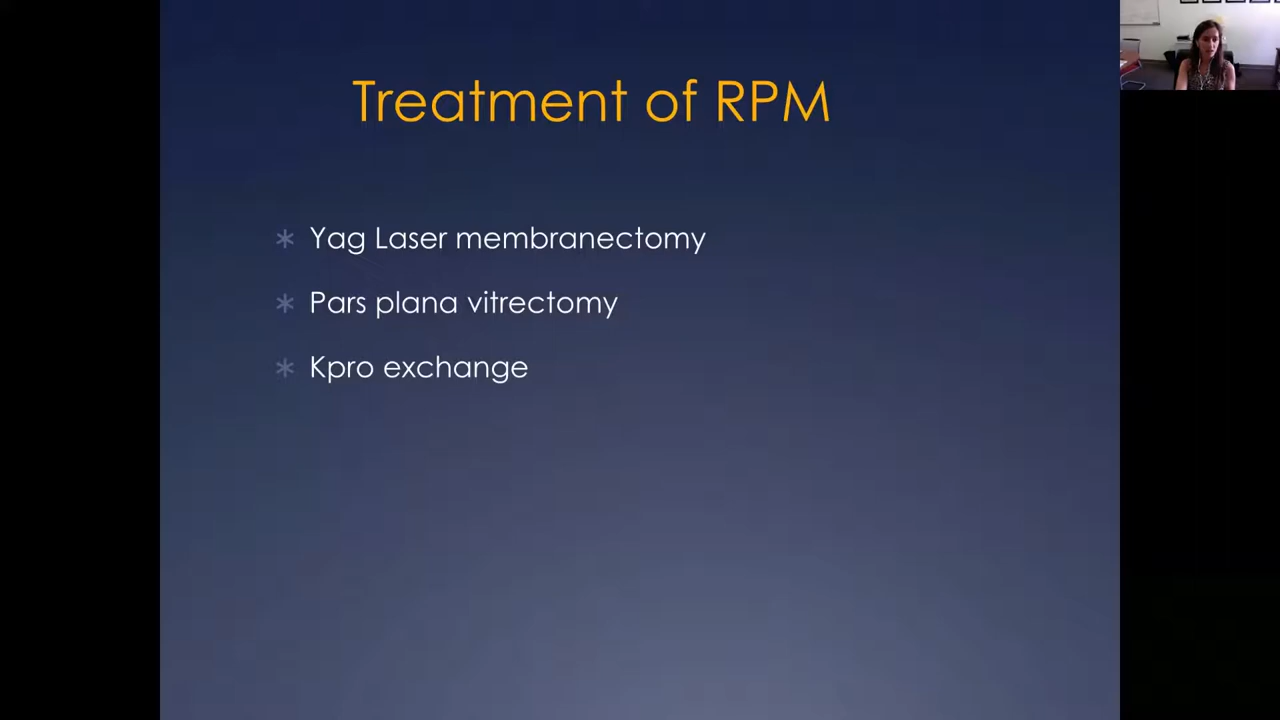 Treatment of RPM
* Yag Laser membranectomy
* Pars plana vitrectomy
* Kpro exchange